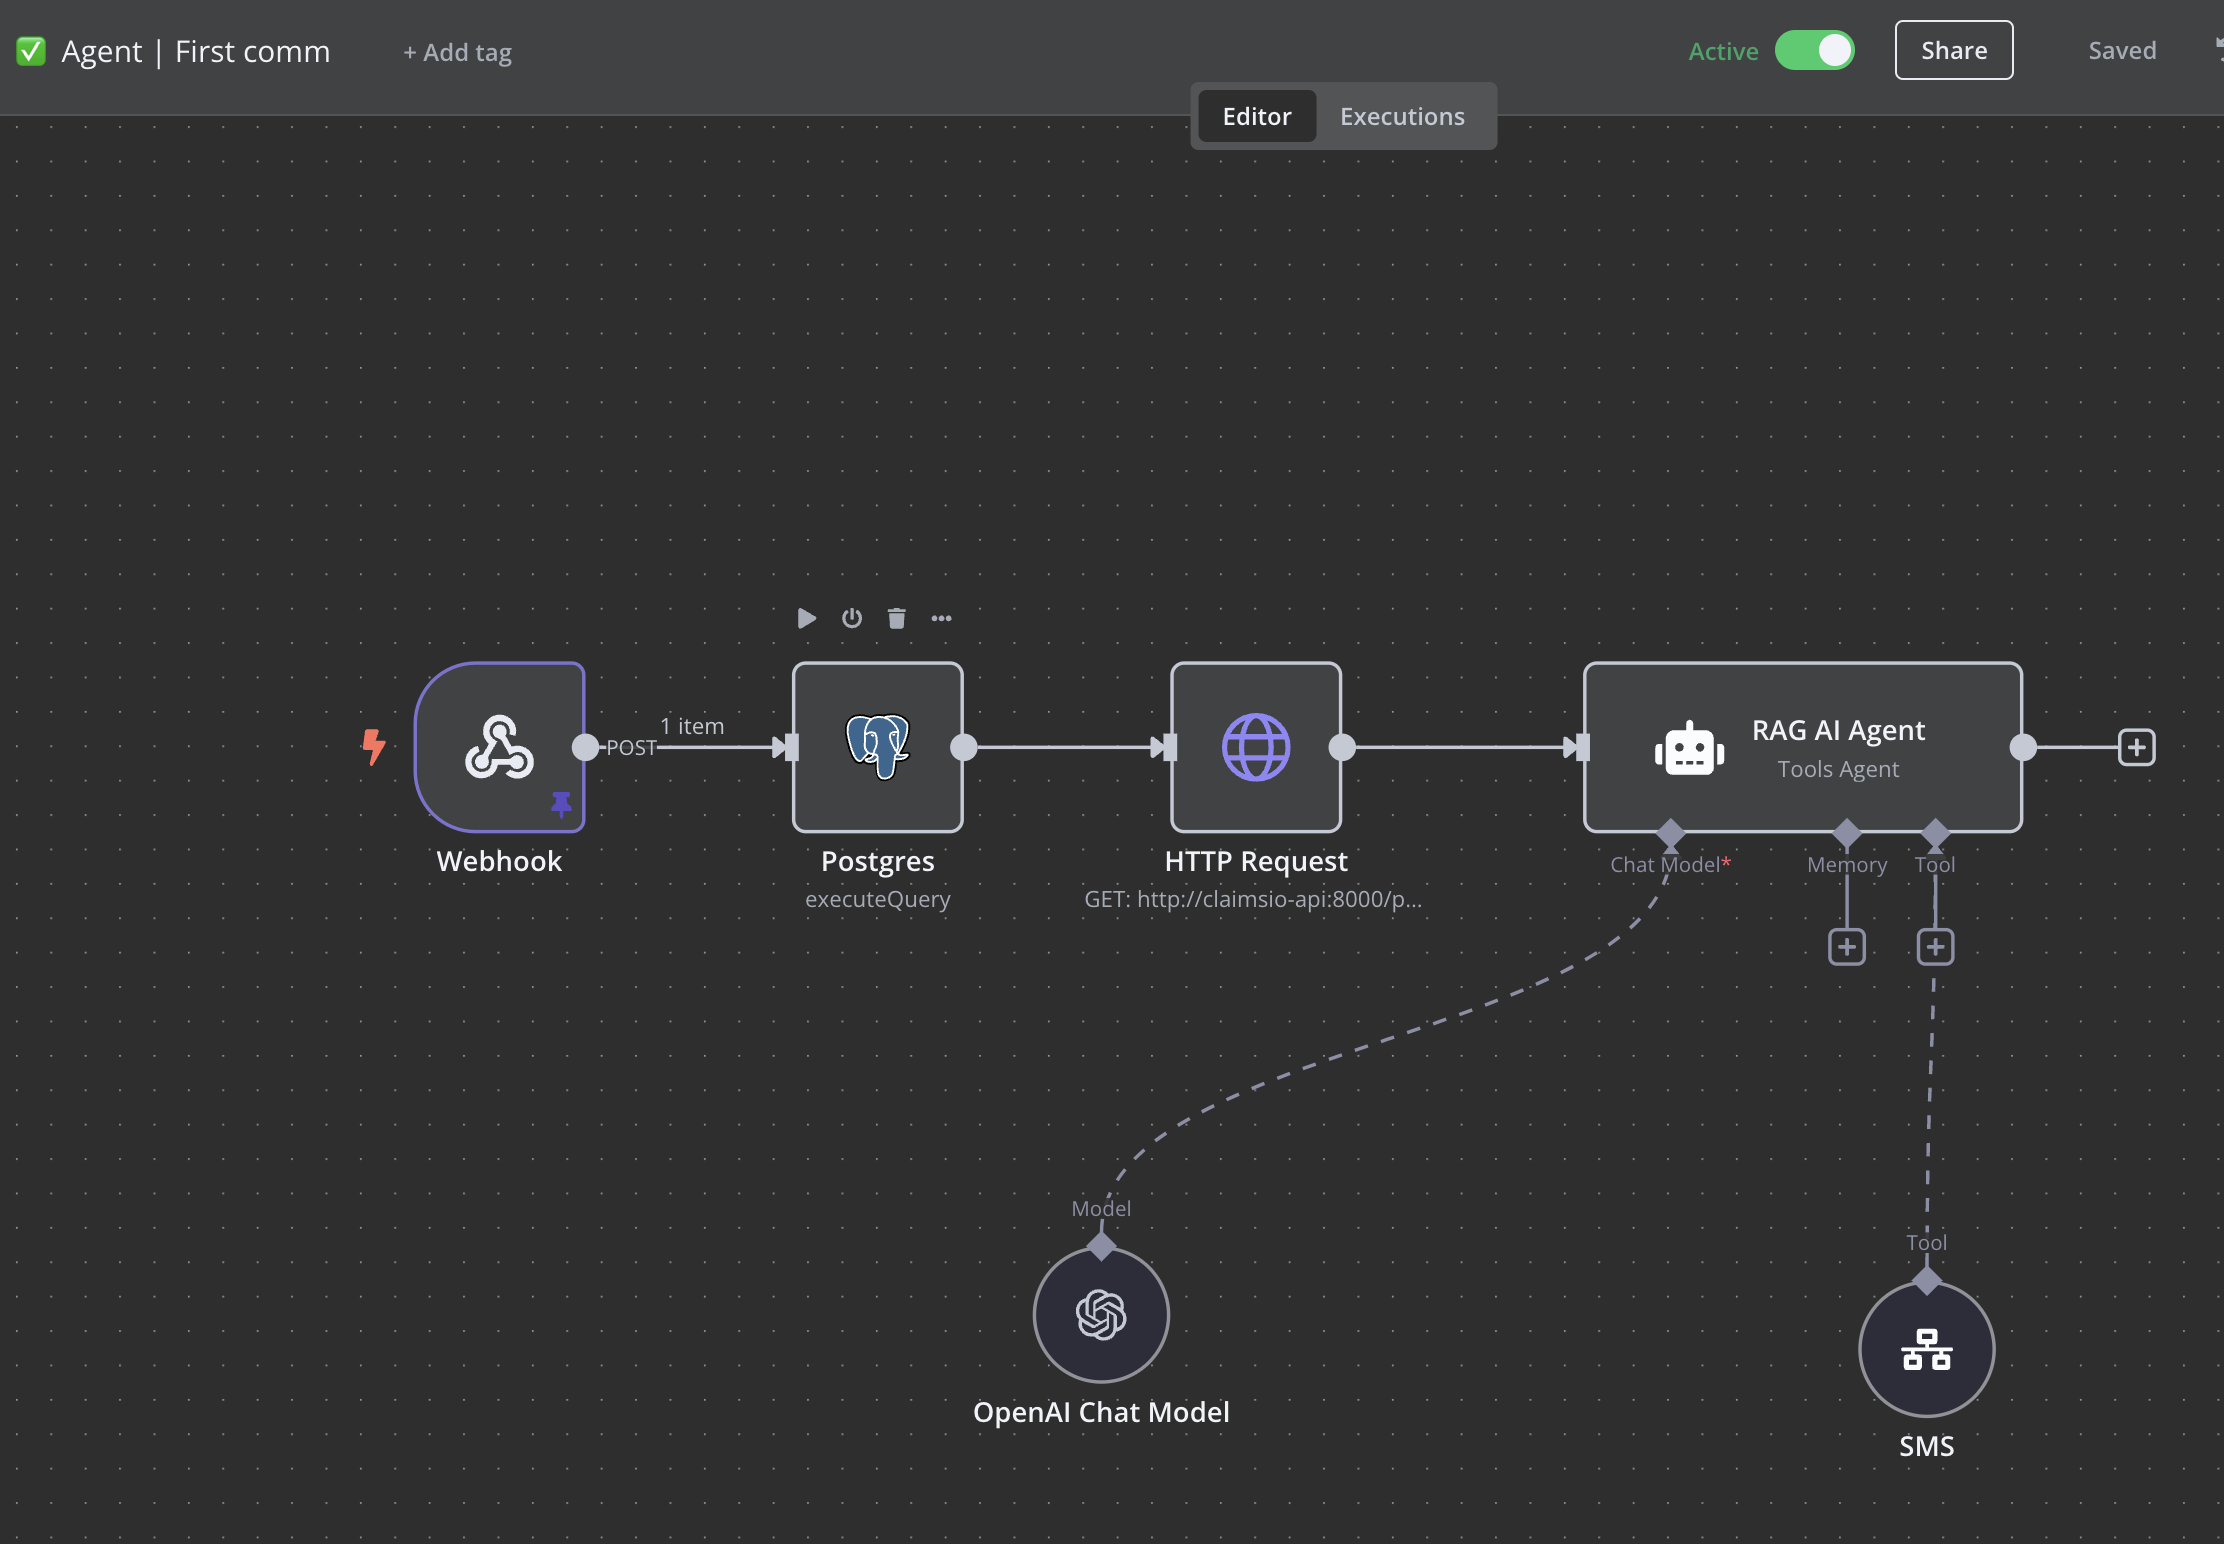 Agent | First comm
+ Add tag
Active
Share
Saved
Editor
Executions
POST
1 item
RAG AI Agent
Tools Agent
Webhook
Postgres
executeQuery
HTTP Request
GET: http://claimsio-api:8000/p...
Chat Model*
Memory
Tool
Model
Tool
OpenAI Chat Model
SMS